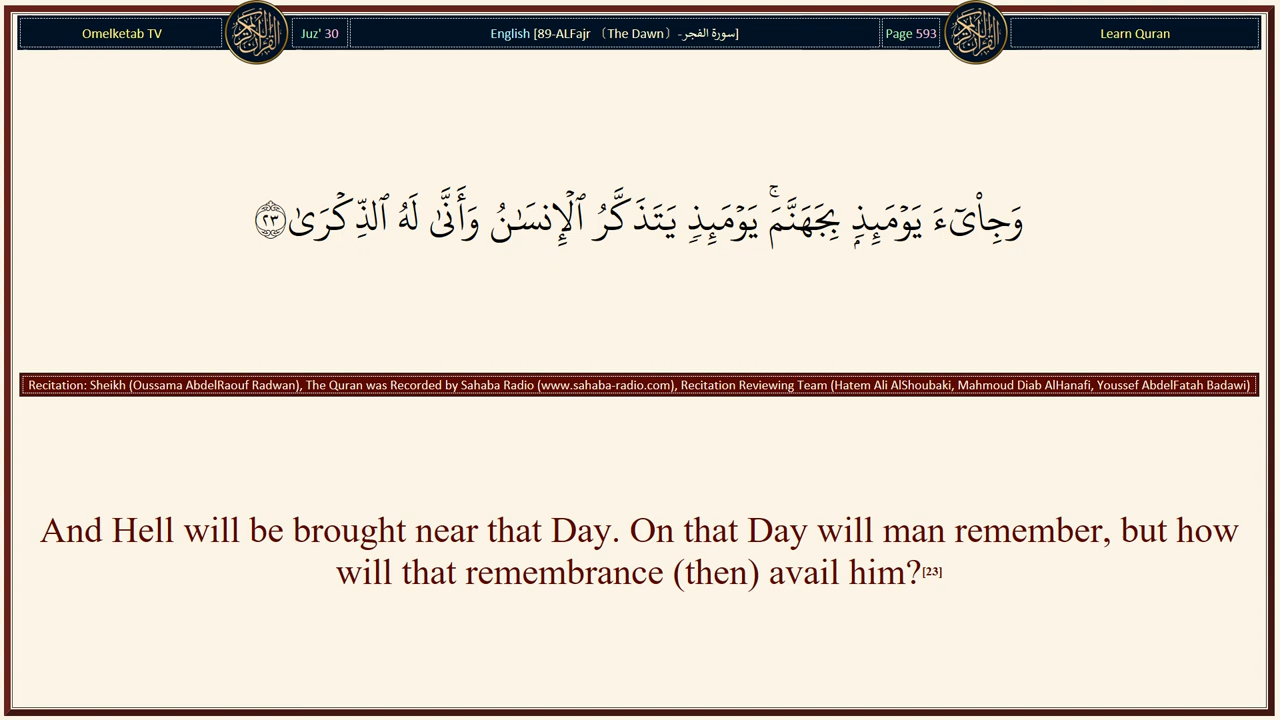 Omelketab TV
Juz' 30
English [89-ALFajr (The Dawn) -سورة الفجر]
Page 593
Learn Quran
وَجِا۟ىٓءَ يَوْمَئِذٍۭ بِجَهَنَّمَ ۚ يَوْمَئِذٍ يَتَذَكَّرُ ٱلْإِنسَـٰنُ وَأَنَّىٰ لَهُ ٱلذِّكْرَىٰ ٢٣
Recitation: Sheikh (Oussama AbdelRaouf Radwan), The Quran was Recorded by Sahaba Radio (www.sahaba-radio.com), Recitation Reviewing Team (Hatem Ali AlShoubaki, Mahmoud Diab AlHanafi, Youssef AbdelFatah Badawi)
And Hell will be brought near that Day. On that Day will man remember, but how
will that remembrance (then) avail him?[23]